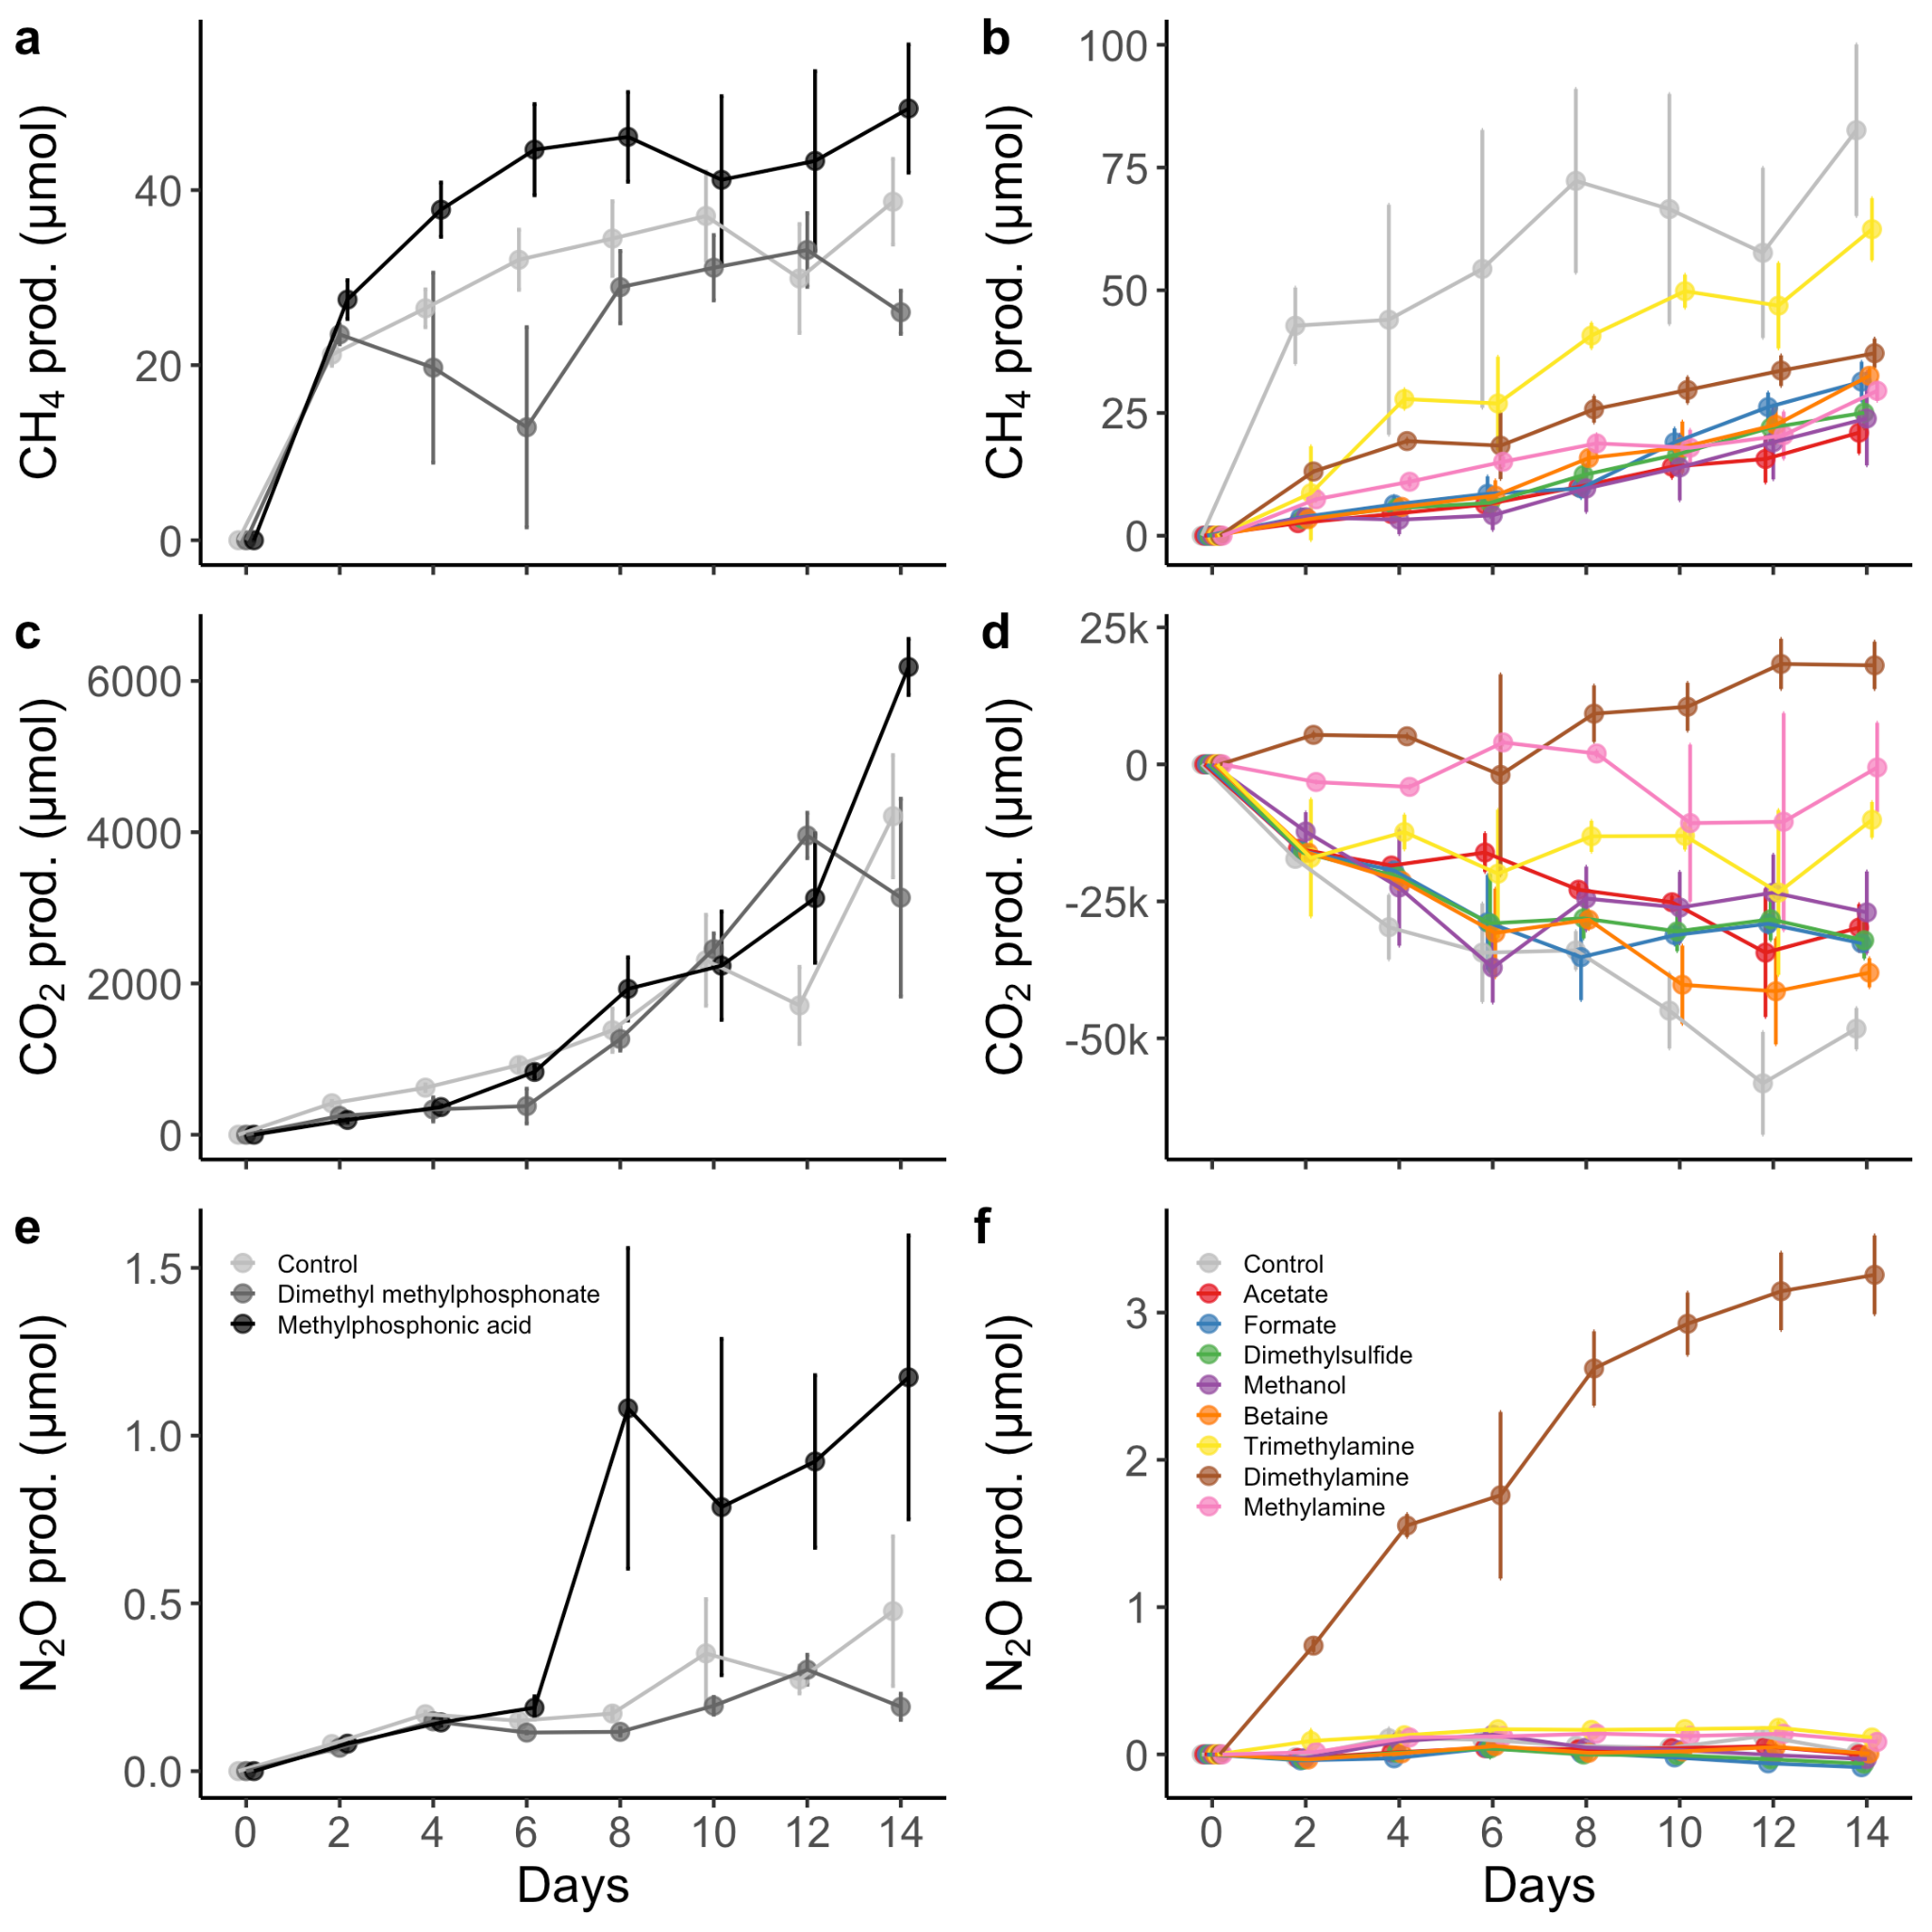 a
CH4 prod. (µmol)
40
20
0
b
CH4 prod. (µmol)
100
75
50
25
0
c
CO2 prod. (µmol)
6000
4000
2000
0
d
CO2 prod. (µmol)
25k
0
-25k
-50k
e
N2O prod. (µmol)
1.5
1.0
0.5
0.0
Control
Dimethyl methylphosphonate
Methylphosphonic acid
0 2 4 6 8 10 12 14
Days
f
N2O prod. (µmol)
3
2
1
0
Control
Acetate
Formate
Dimethylsulfide
Methanol
Betaine
Trimethylamine
Dimethylamine
Methylamine
0 2 4 6 8 10 12 14
Days